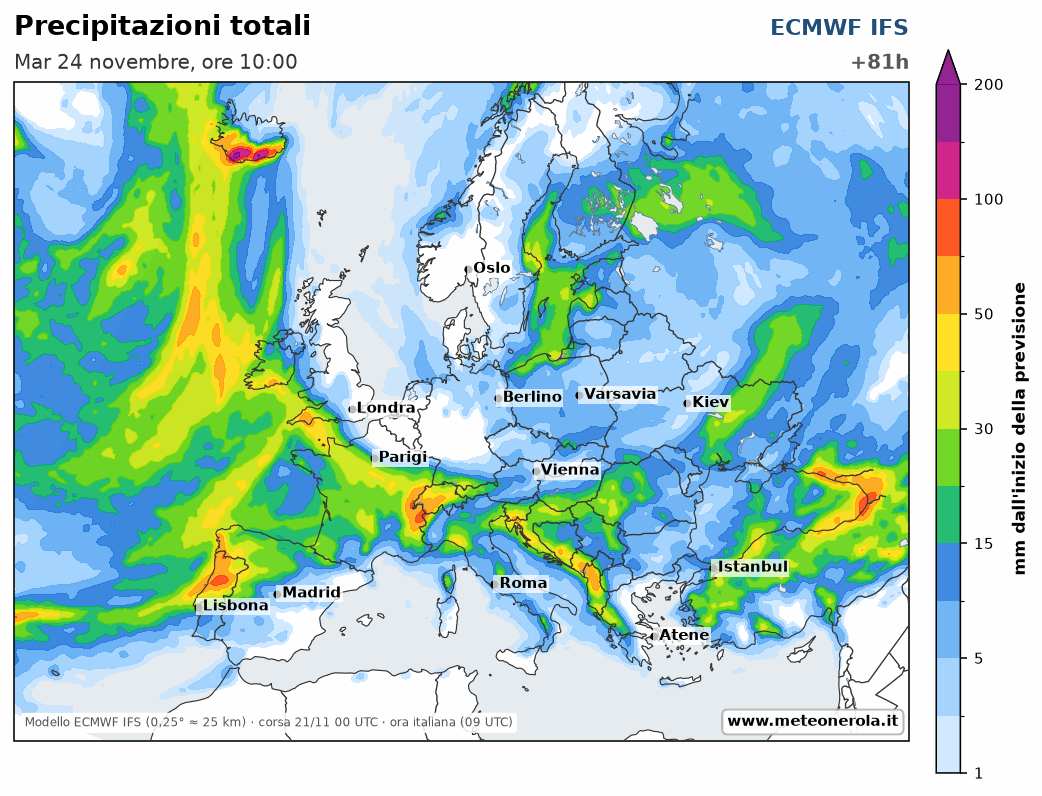 Precipitazioni totali
ECMWF IFS
Mar 24 novembre, ore 10:00
+81h
200
100
50
30
15
5
1
mm dall'inizio della previsione
Oslo
Londra
Berlino
Varsavia
Kiev
Parigi
Vienna
Istanbul
Roma
Madrid
Lisbona
Atene
Modello ECMWF IFS (0,25° ≈ 25 km) · corsa 21/11 00 UTC · ora italiana (09 UTC)
www.meteonerola.it